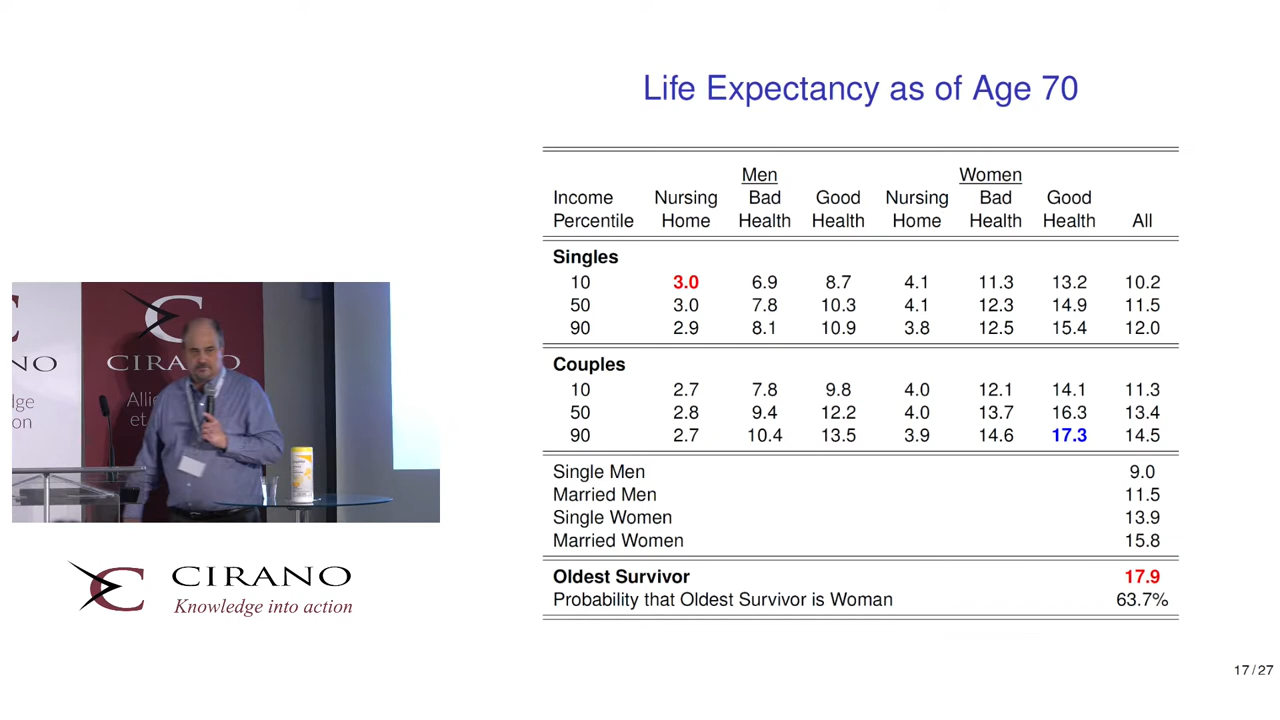 Life Expectancy as of Age 70
Men Women
Income Nursing Bad Good Nursing Bad Good
Percentile Home Health Health Home Health Health All
Singles
10 3.0 6.9 8.7 4.1 11.3 13.2 10.2
50 3.0 7.8 10.3 4.1 12.3 14.9 11.5
90 2.9 8.1 10.9 3.8 12.5 15.4 12.0
Couples
10 2.7 7.8 9.8 4.0 12.1 14.1 11.3
50 2.8 9.4 12.2 4.0 13.7 16.3 13.4
90 2.7 10.4 13.5 3.9 14.6 17.3 14.5
Single Men 9.0
Married Men 11.5
Single Women 13.9
Married Women 15.8
Oldest Survivor 17.9
Probability that Oldest Survivor is Woman 63.7%
CIRANO
et
CIRANO
Knowledge into action
17/27